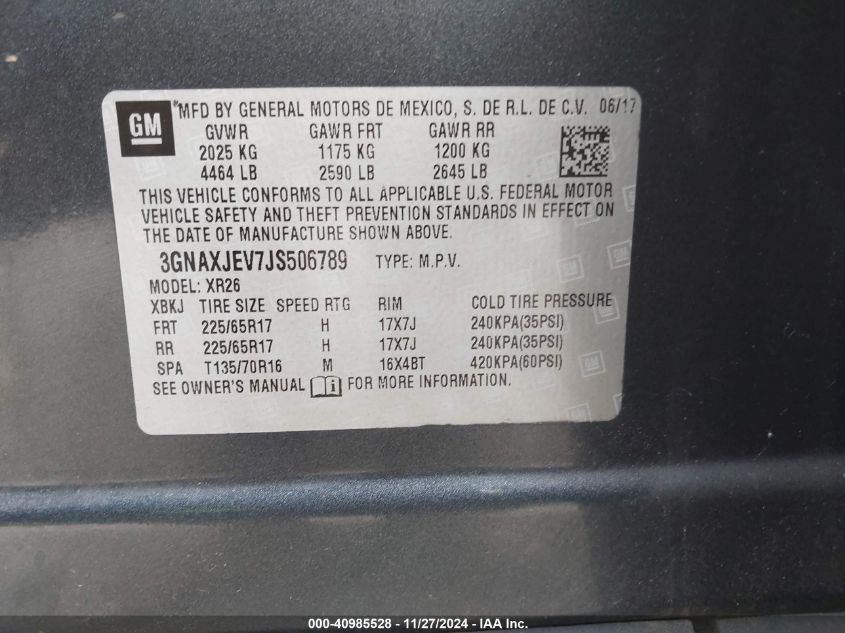 GM
*MFD BY GENERAL MOTORS DE MEXICO, S. DE R.L. DE C.V. 06/17
GVWR GAWR FRT GAWR RR
2025 KG 1175 KG 1200 KG
4464 LB 2590 LB 2645 LB
THIS VEHICLE CONFORMS TO ALL APPLICABLE U.S. FEDERAL MOTOR
VEHICLE SAFETY AND THEFT PREVENTION STANDARDS IN EFFECT ON
THE DATE OF MANUFACTURE SHOWN ABOVE.
3GNAXJEV7JS506789 TYPE: M.P.V.
MODEL: XR26
XBKJ TIRE SIZE SPEED RTG RIM COLD TIRE PRESSURE
FRT 225/65R17 H 17X7J 240KPA(35PSI)
RR 225/65R17 H 17X7J 240KPA(35PSI)
SPA T135/70R16 M 16X4BT 420KPA(60PSI)
SEE OWNER'S MANUAL i FOR MORE INFORMATION.
000-40985528 - 11/27/2024 - IAA Inc.